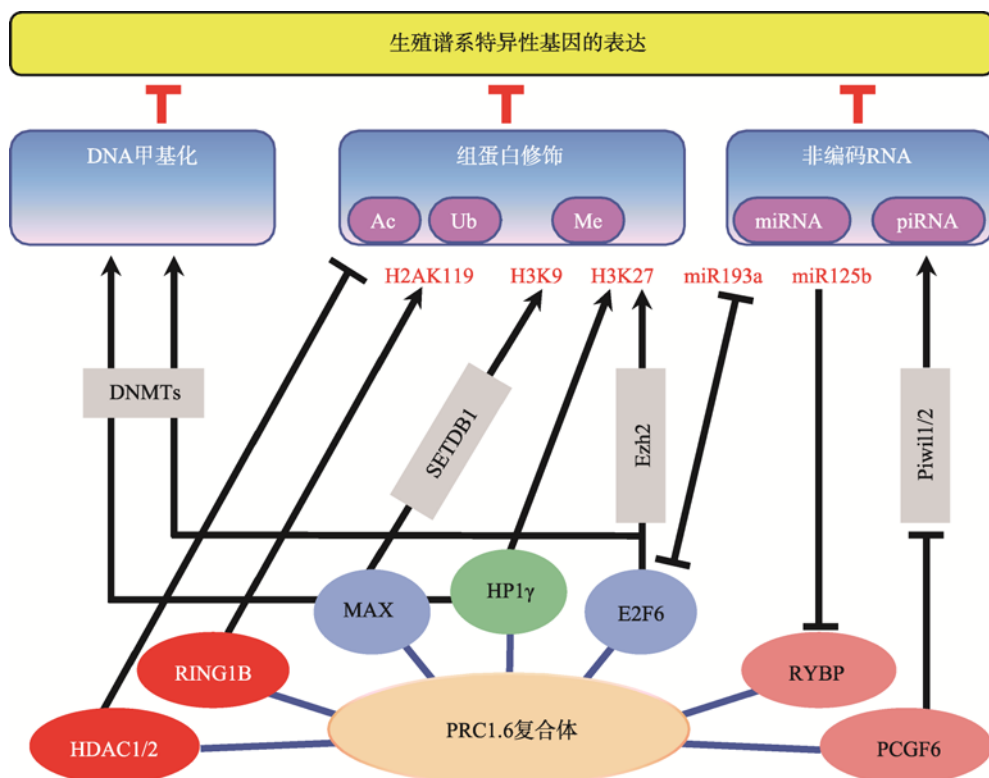 生殖谱系特异性基因的表达
DNA甲基化
组蛋白修饰
非编码RNA
Ac
Ub
Me
miRNA
piRNA
H2AK119
H3K9
H3K27
miR193a
miR125b
DNMTs
SETDB1
Ezh2
Piwil1/2
MAX
HP1γ
E2F6
RING1B
RYBP
HDAC1/2
PRC1.6复合体
PCGF6